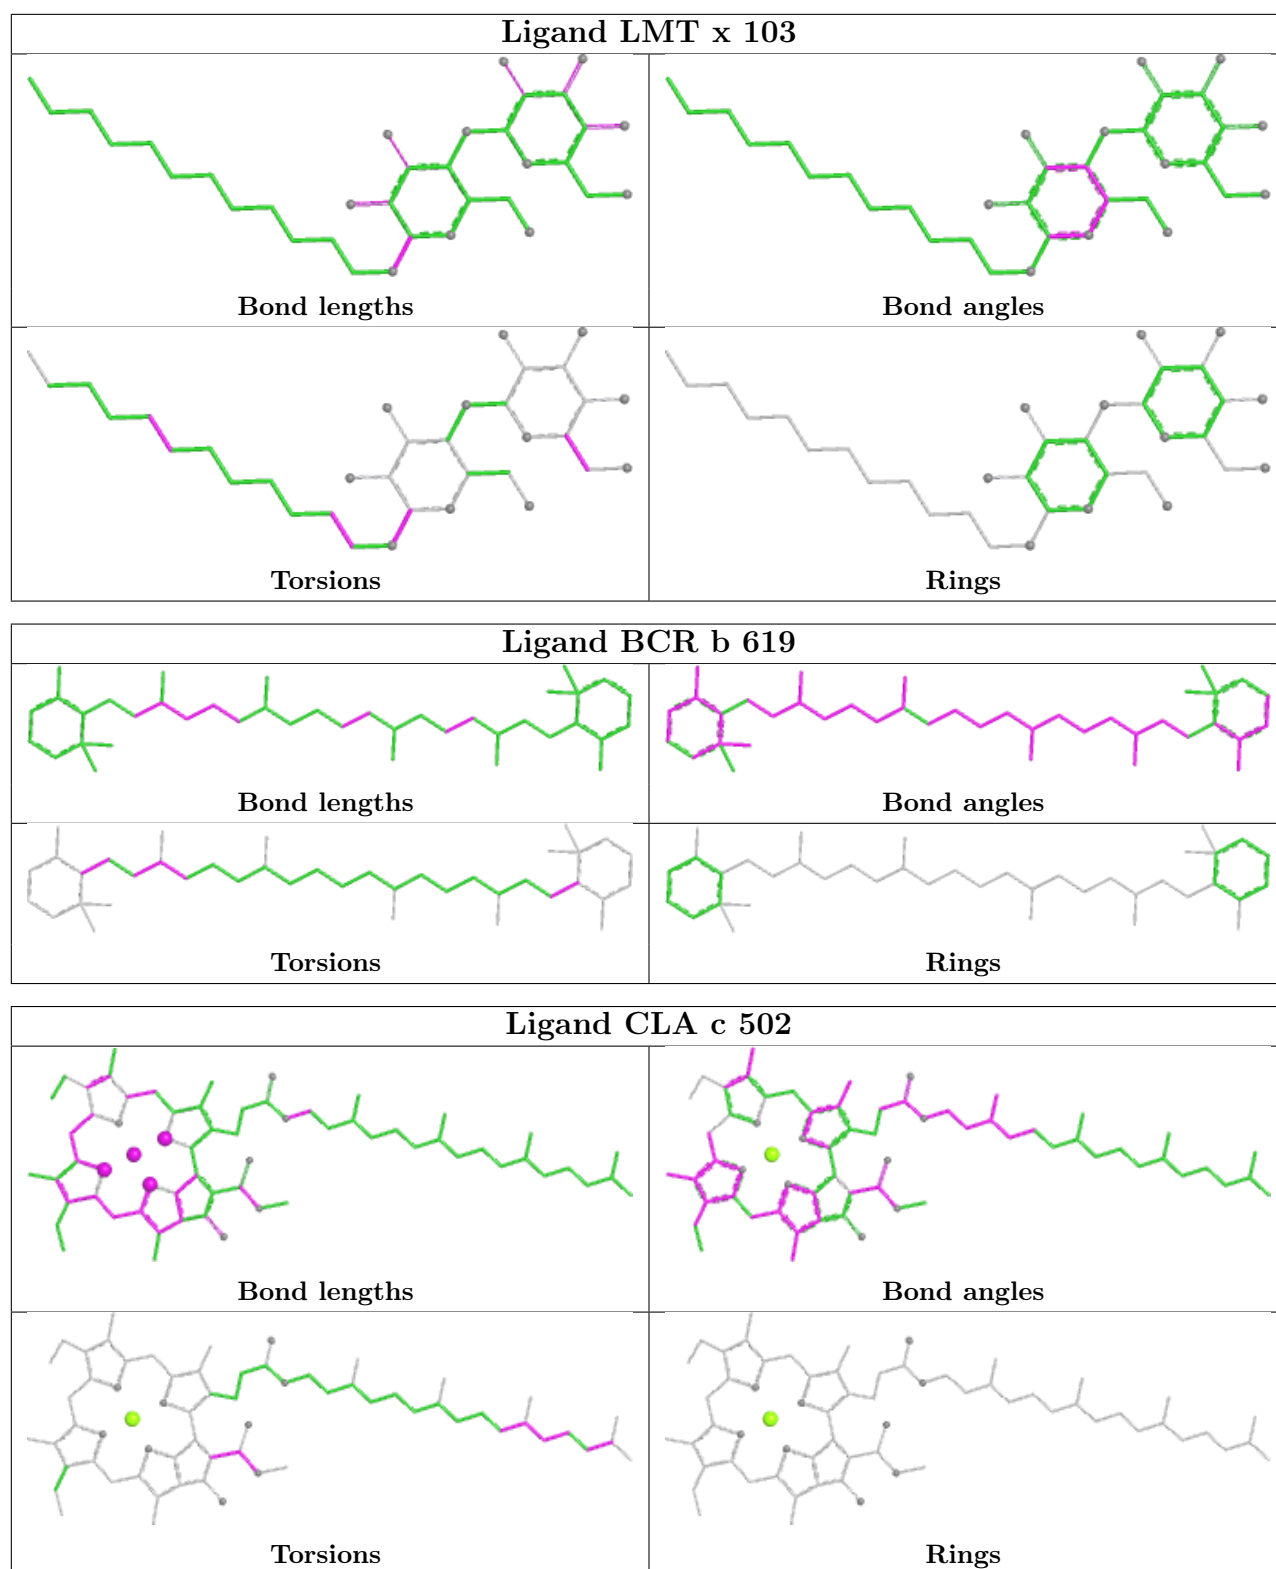 Ligand LMT x 103
Bond lengths
Bond angles
Torsions
Rings
Ligand BCR b 619
Bond lengths
Bond angles
Torsions
Rings
Ligand CLA c 502
Bond lengths
Bond angles
Torsions
Rings